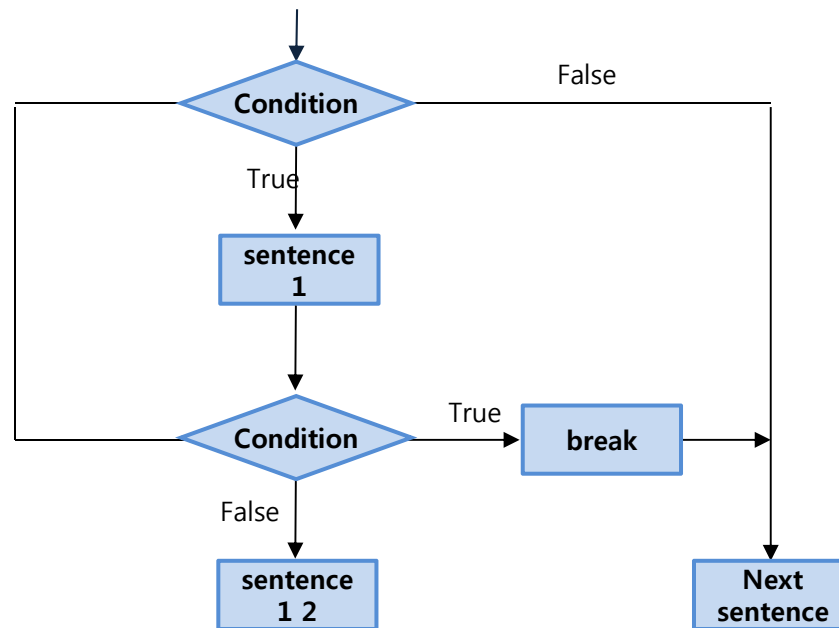 False
Condition
True
sentence
1
True
Condition
break
False
sentence
1 2
Next
sentence